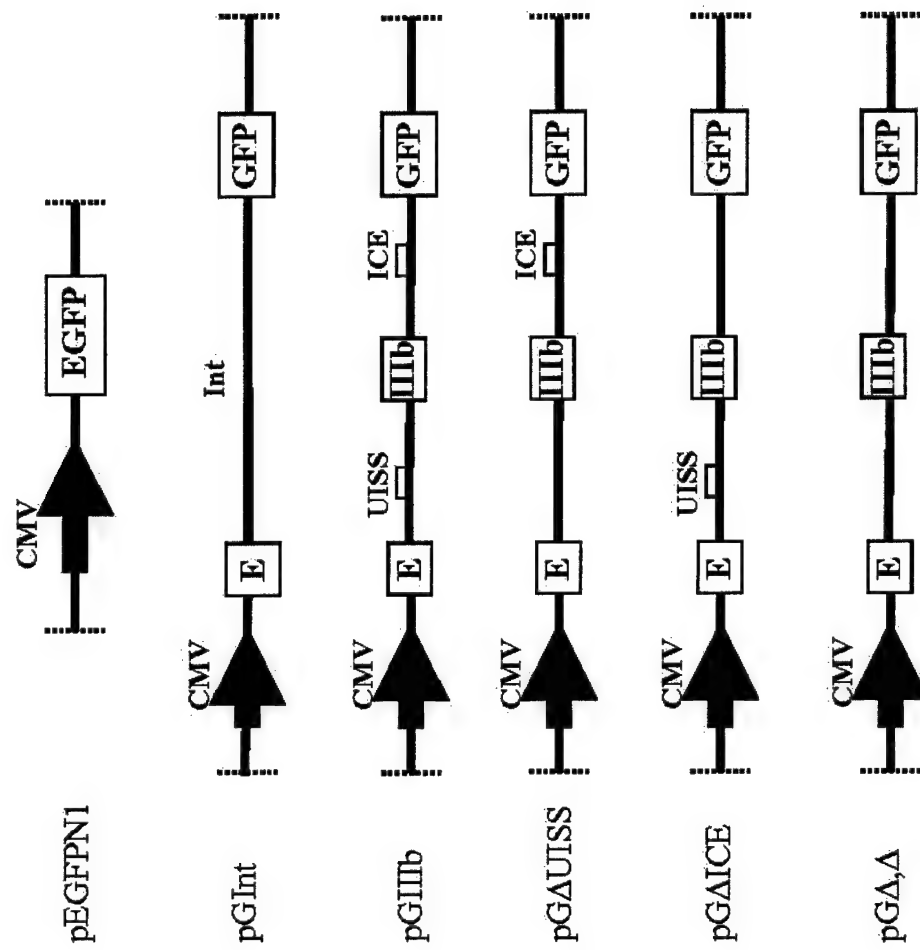 pEGFPN1
CMV
EGFP
pGInt
CMV
E
Int
GFP
pGIIIb
CMV
E
UISS
IIIb
ICE
GFP
pGΔUISS
CMV
E
IIIb
ICE
GFP
pGΔICE
CMV
E
UISS
IIIb
GFP
pGΔ,Δ
CMV
E
IIIb
GFP